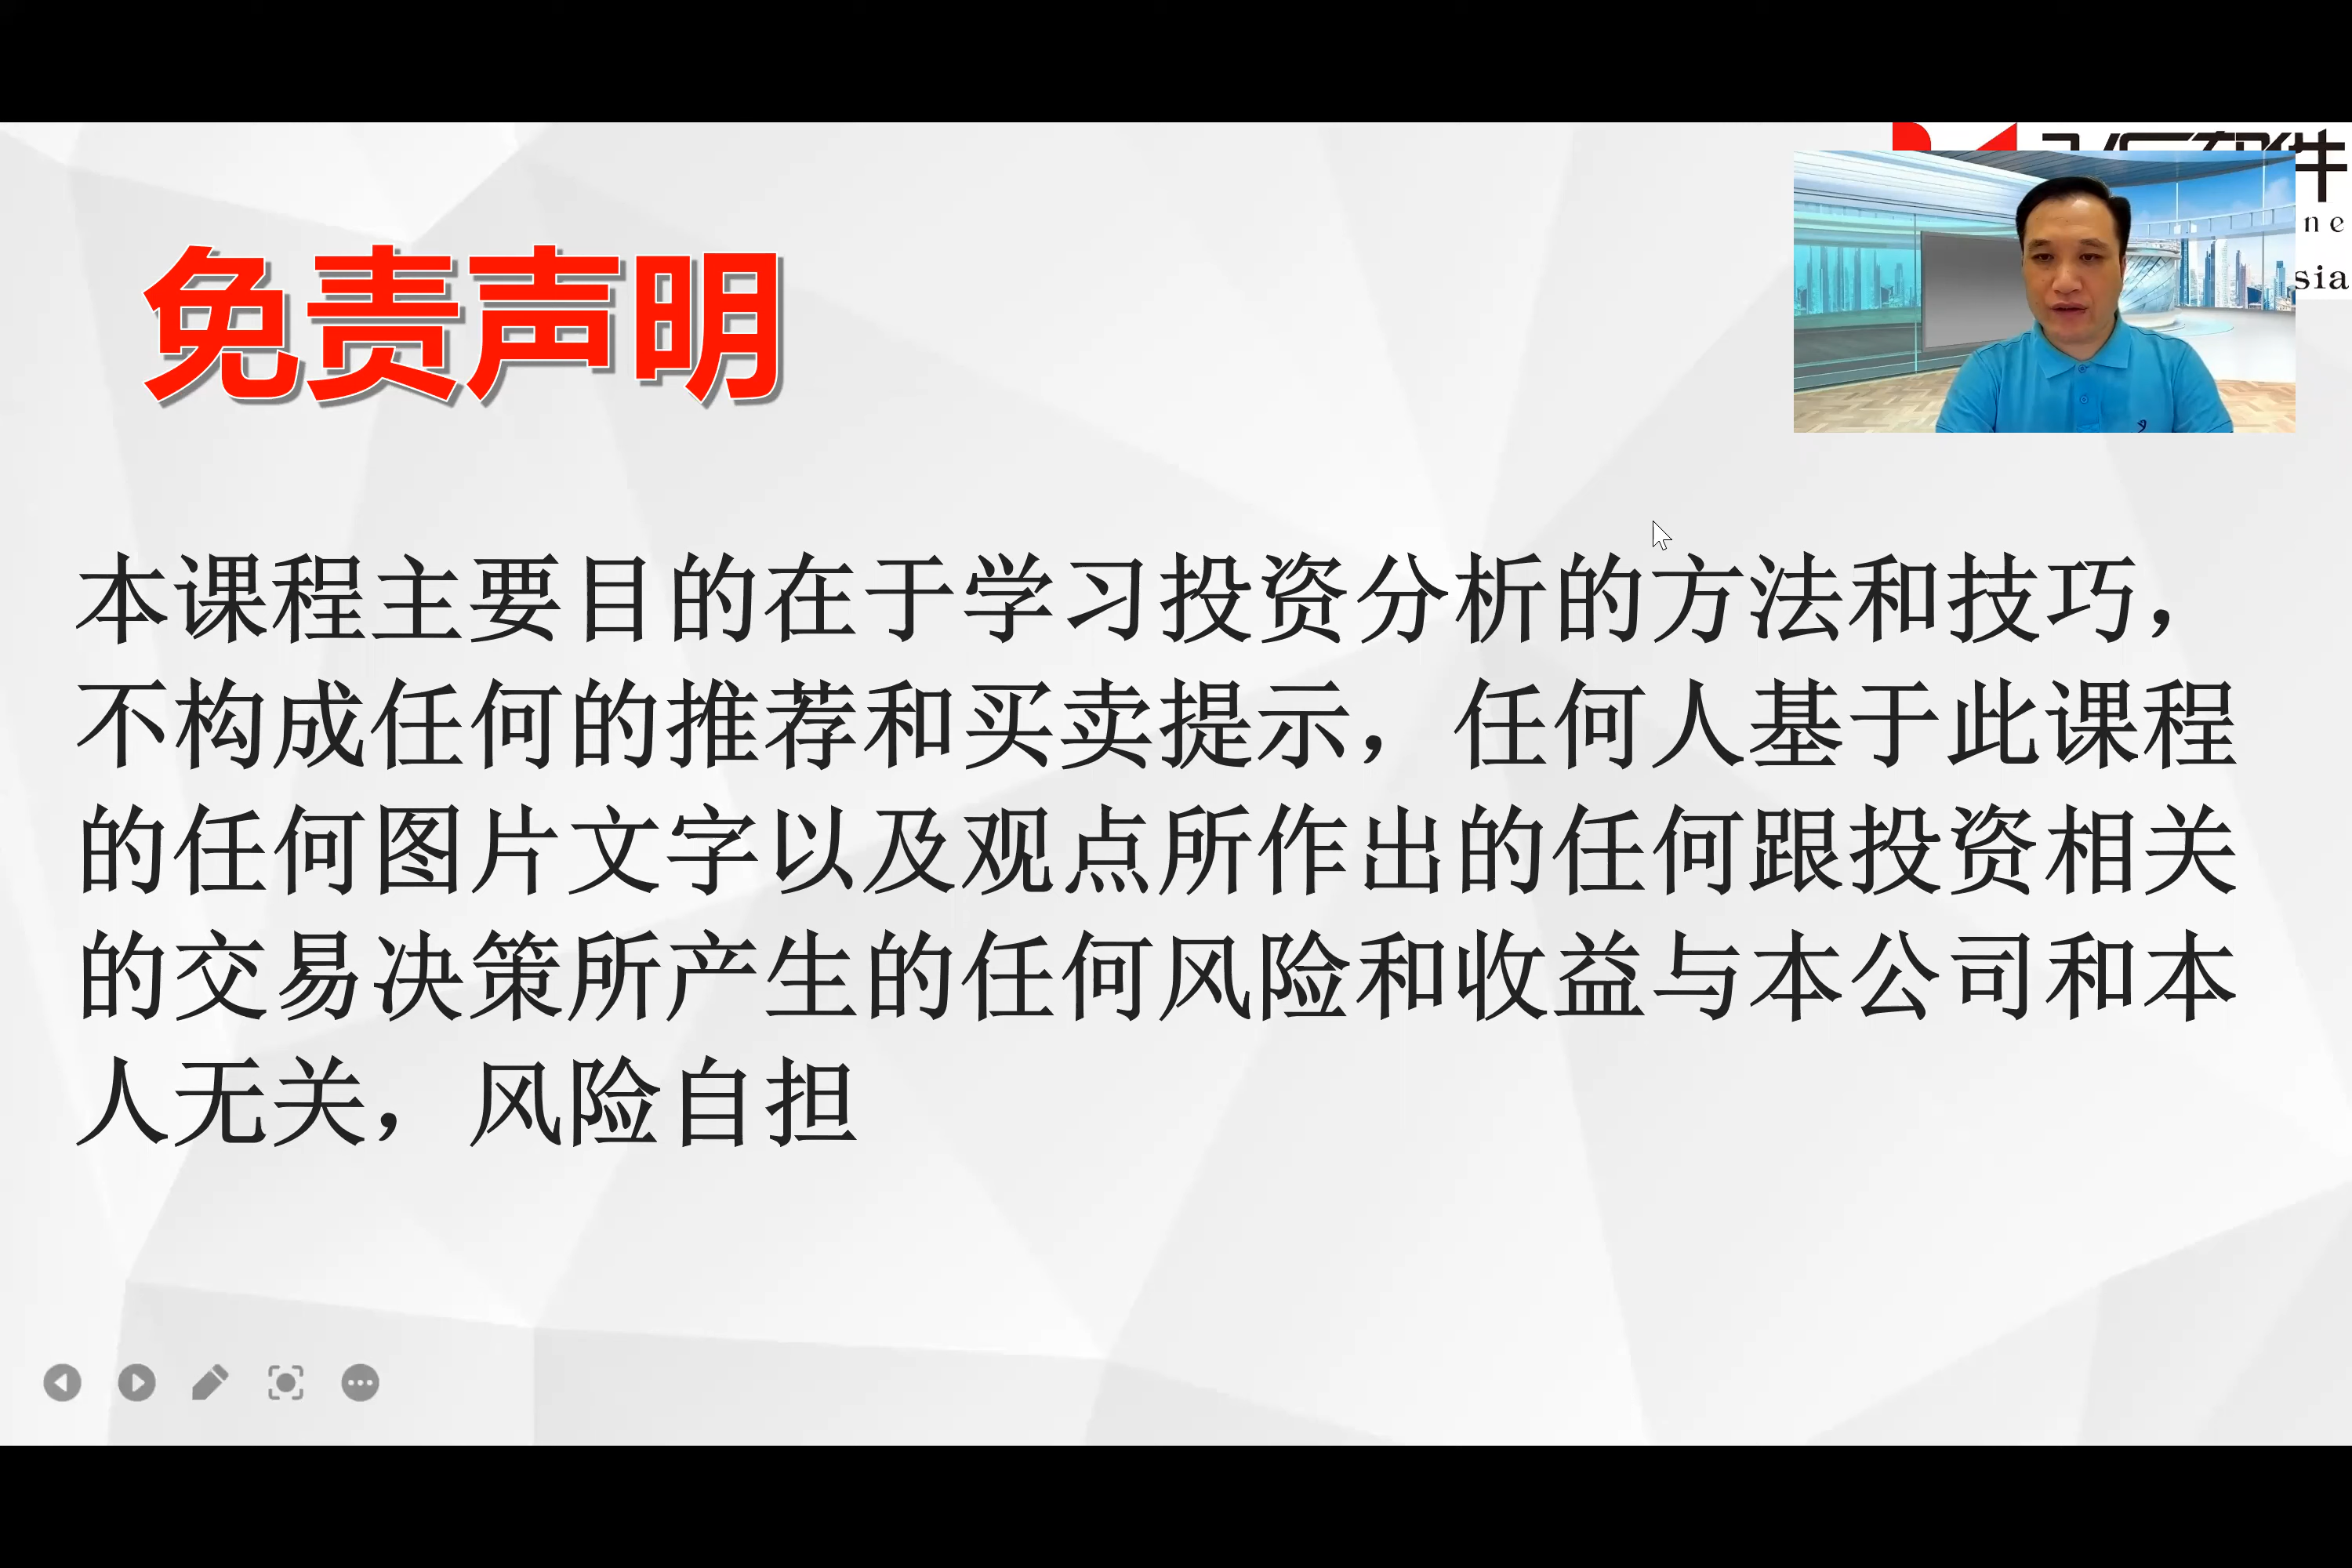 件
ne
sia
免责声明
本课程主要目的在于学习投资分析的方法和技巧，
不构成任何的推荐和买卖提示，任何人基于此课程
的任何图片文字以及观点所作出的任何跟投资相关
的交易决策所产生的任何风险和收益与本公司和本
人无关，风险自担